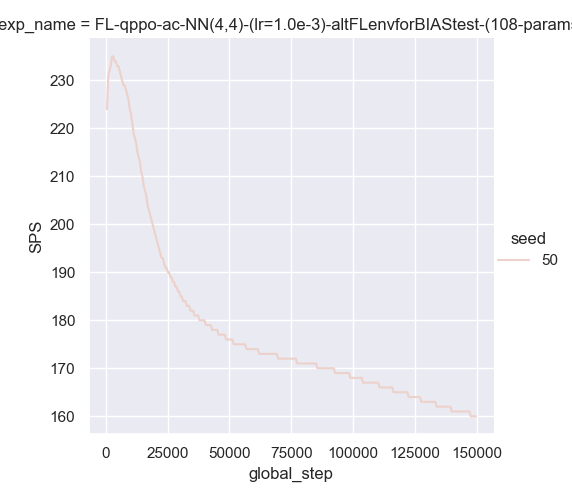 exp_name = FL-qppo-ac-NN(4,4)-(lr=1.0e-3)-altFLenvforBIAStest-(108-params
230
220
210
200
190
180
170
160
SPS
0 25000 50000 75000 100000 125000 150000
global_step
seed
50